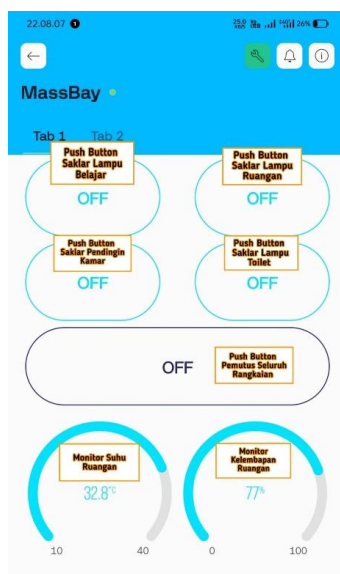 22.08.07
MassBay
Tab 1 Tab 2
Push Button
Saklar Lampu
Belajar
OFF
Push Button
Saklar Lampu
Ruangan
OFF
Push Button
Saklar Pendingin
Kamar
OFF
Push Button
Saklar Lampu
Toilet
OFF
OFF
Push Button
Pemutus Seluruh
Rangkaian
Monitor Suhu
Ruangan
32.8°C
10 40
Monitor
Kelembapan
Ruangan
77%
0 100